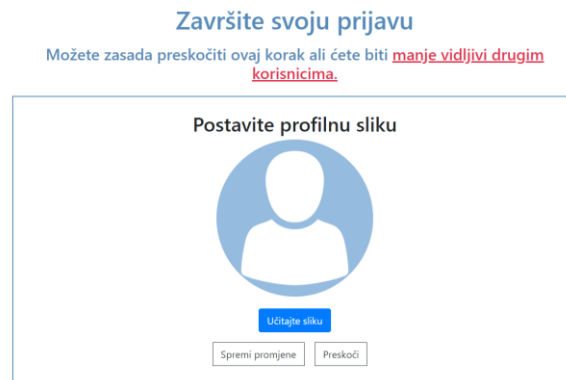 Završite svoju prijavu
Možete zasada preskočiti ovaj korak ali ćete biti manje vidljivi drugim
korisnicima.
Postavite profilnu sliku
Učitajte sliku
Spremi promjene Preskoči